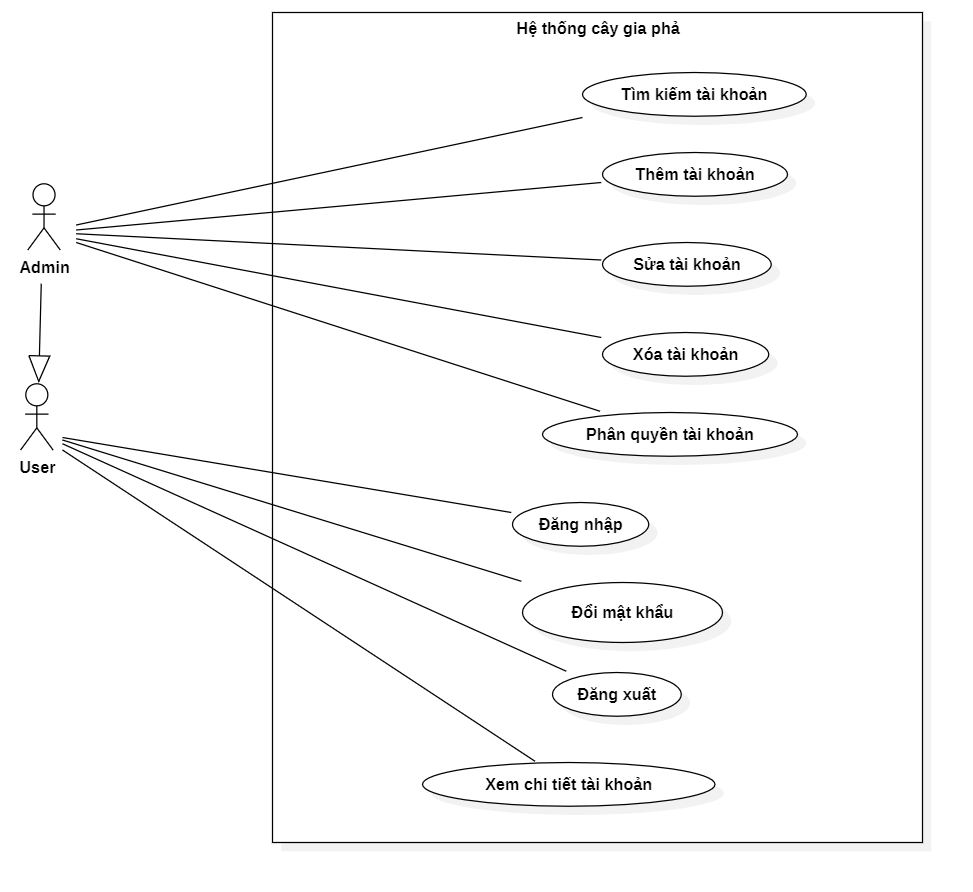 Hệ thống cây gia phả
Tìm kiếm tài khoản
Thêm tài khoản
Admin
Sửa tài khoản
Xóa tài khoản
Phân quyền tài khoản
User
Đăng nhập
Đổi mật khẩu
Đăng xuất
Xem chi tiết tài khoản